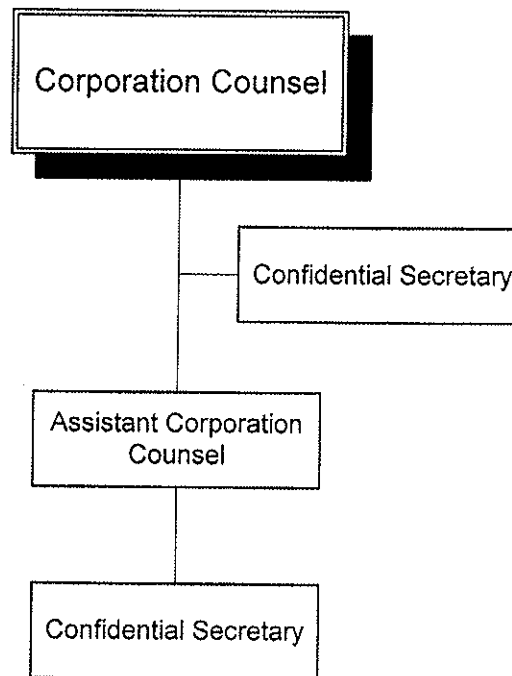 Corporation Counsel
Confidential Secretary
Assistant Corporation
Counsel
Confidential Secretary